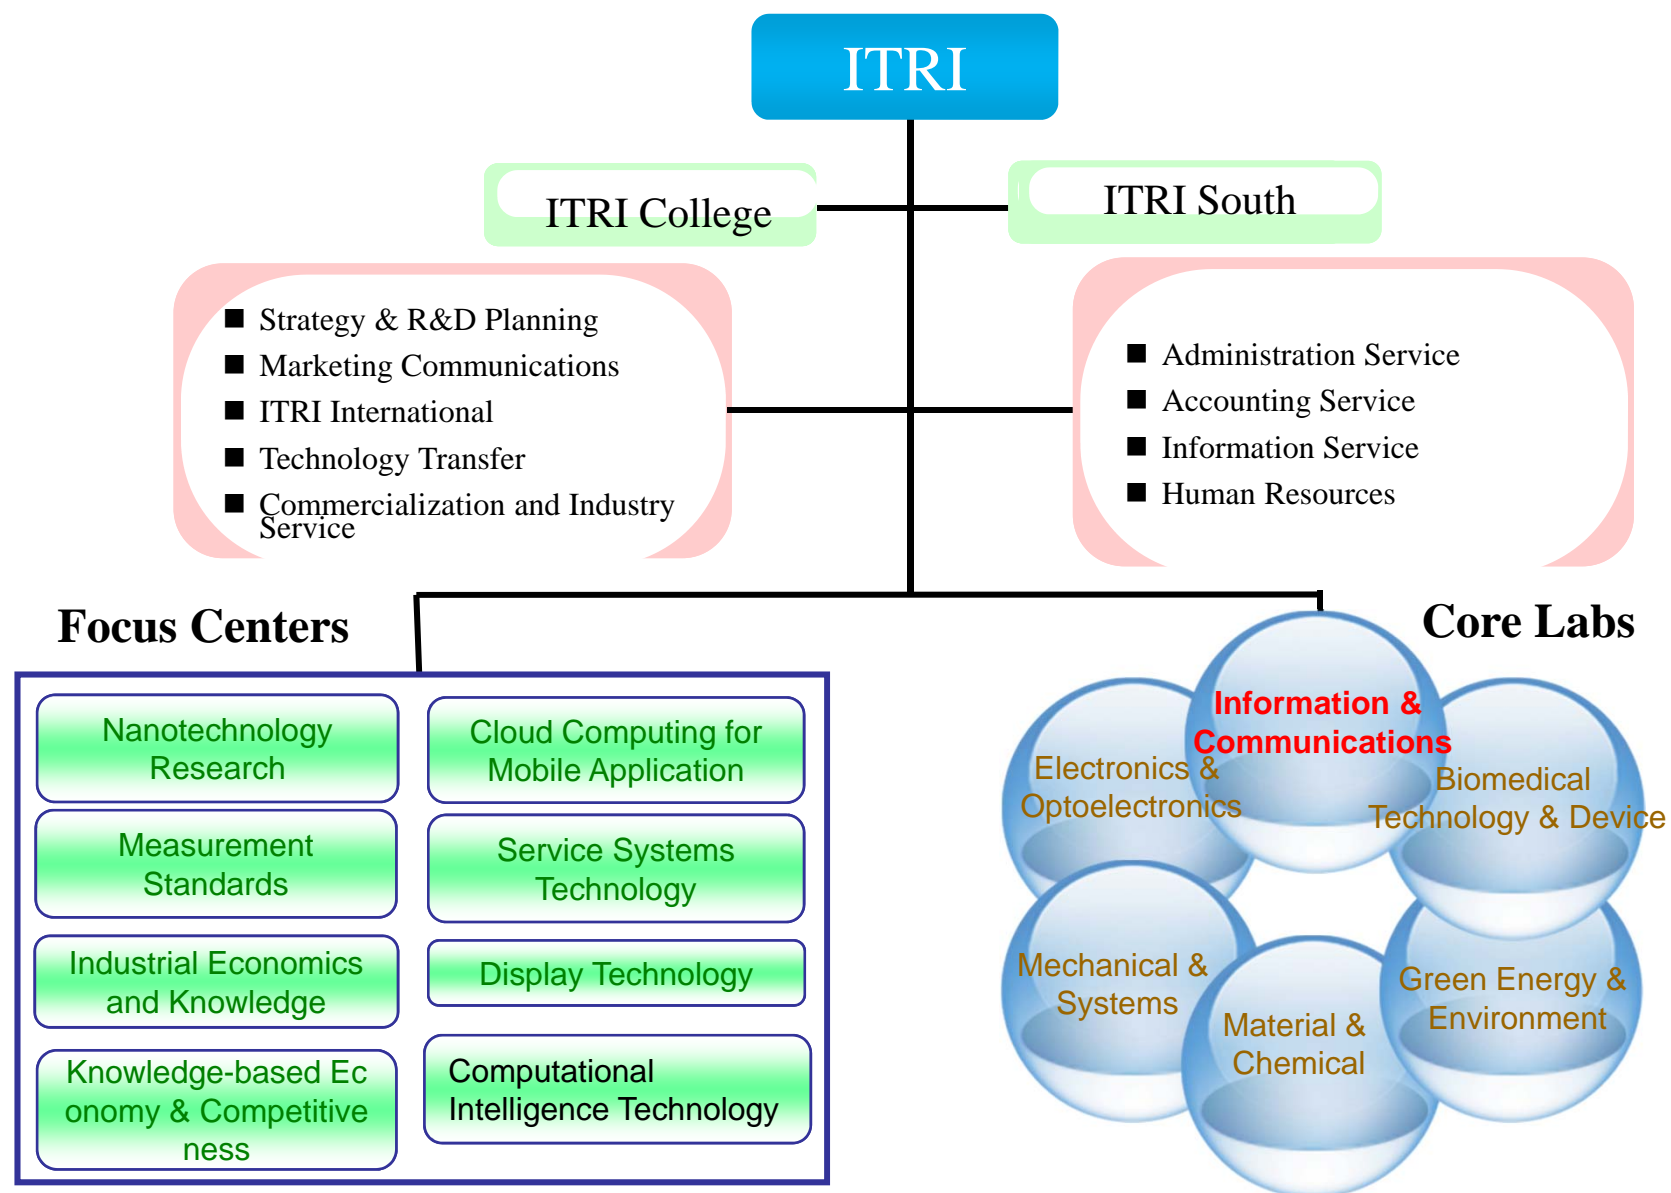 ITRI
ITRI College
ITRI South
Strategy & R&D Planning
Marketing Communications
ITRI International
Technology Transfer
Commercialization and Industry
Service
Administration Service
Accounting Service
Information Service
Human Resources
Focus Centers
Nanotechnology
Research
Cloud Computing for
Mobile Application
Measurement
Standards
Service Systems
Technology
Industrial Economics
and Knowledge
Display Technology
Knowledge-based Ec
onomy & Competitive
ness
Computational
Intelligence Technology
Core Labs
Information &
Communications
Electronics &
Optoelectronics
Biomedical
Technology & Device
Mechanical &
Systems
Material &
Chemical
Green Energy &
Environment